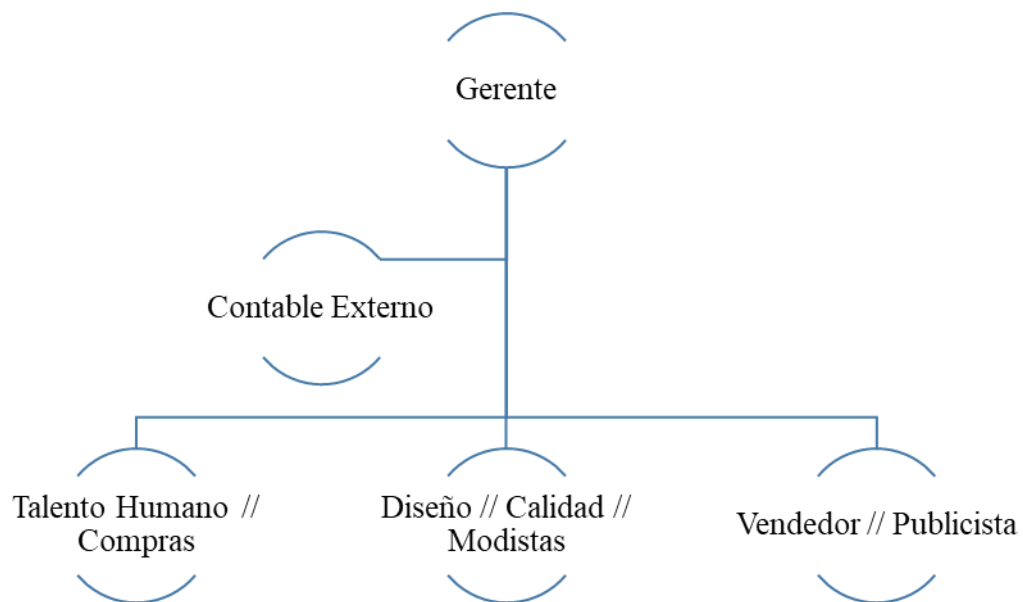 Gerente
Contable Externo
Talento Humano //
Compras
Diseño // Calidad //
Modistas
Vendedor // Publicista